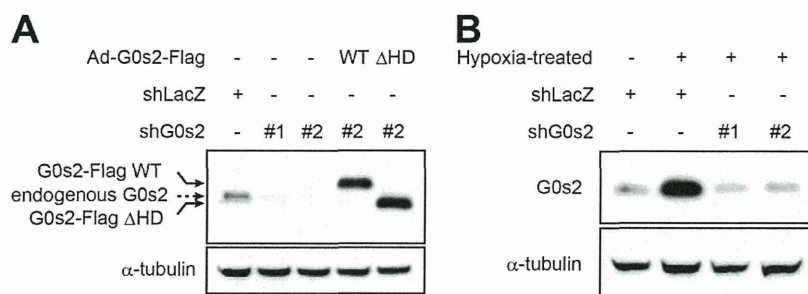 A
Ad-G0s2-Flag - - - WT ΔHD
shLacZ + - - - -
shG0s2 - #1 #2 #2 #2
G0s2-Flag WT
endogenous G0s2
G0s2-Flag ΔHD
α-tubulin
B
Hypoxia-treated - + + +
shLacZ + + - -
shG0s2 - - #1 #2
G0s2
α-tubulin